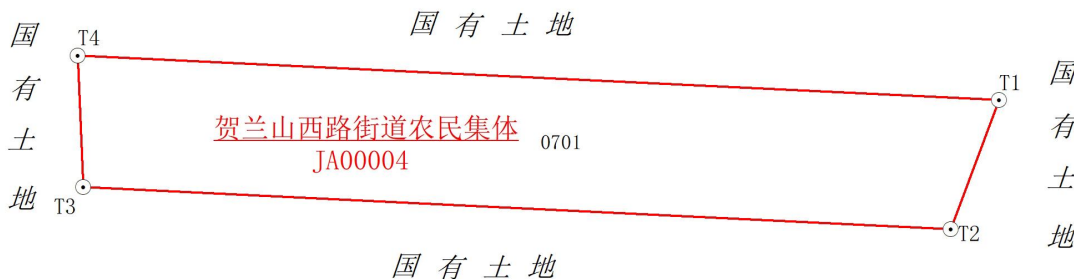 国有土地
国有土地
T4
T1
国有土地
贺兰山西路街道农民集体
0701
JA00004
T3
T2
国有土地